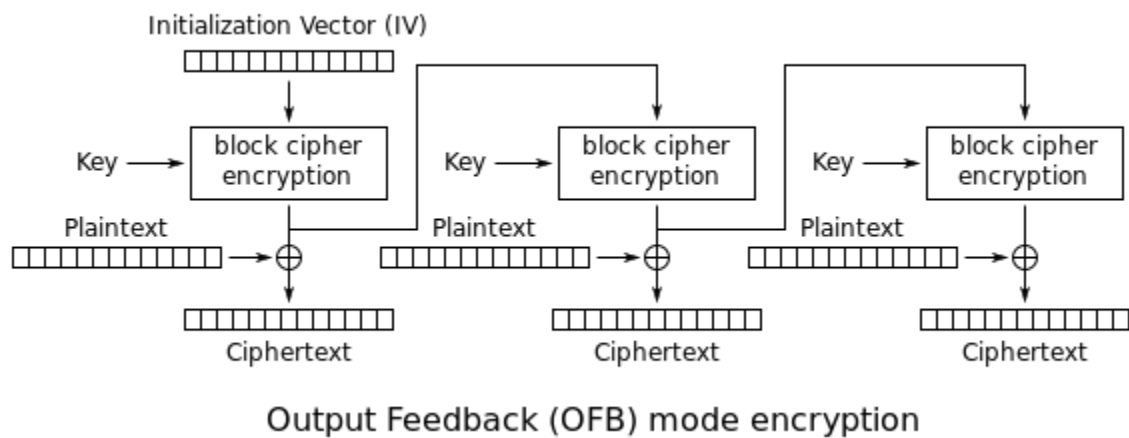 Initialization Vector (IV)
Key
block cipher
encryption
Key
block cipher
encryption
Key
block cipher
encryption
Plaintext
Plaintext
Plaintext
Ciphertext
Ciphertext
Ciphertext
Output Feedback (OFB) mode encryption